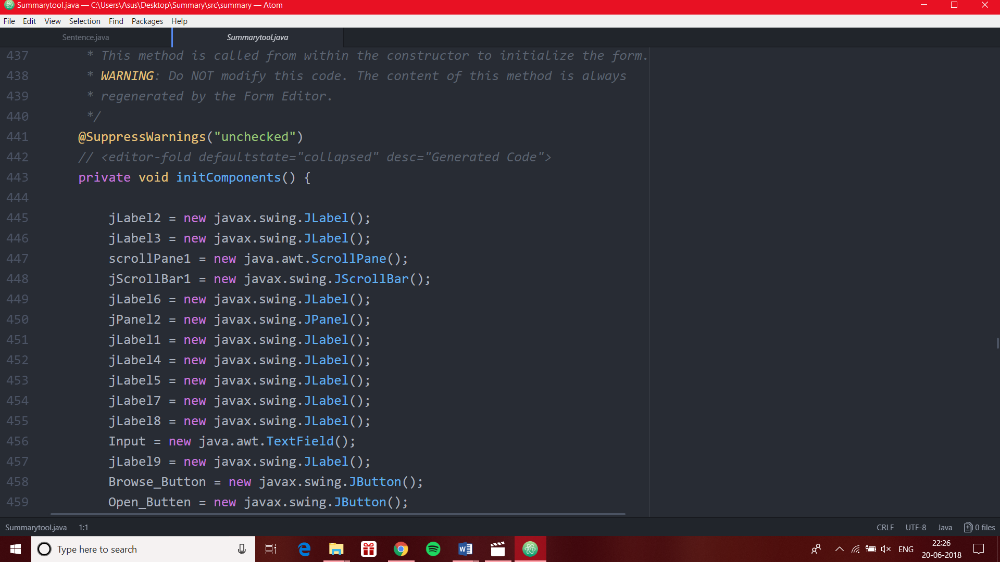 Summarytool.java — C:\Users\Asus\Desktop\Summary\src\summary — Atom
File Edit View Selection Find Packages Help
Sentence.java Summarytool.java
437 * This method is called from within the constructor to initialize the form.
438 * WARNING: Do NOT modify this code. The content of this method is always
439 * regenerated by the Form Editor.
440 */
441 @SuppressWarnings("unchecked")
442 // <editor-fold defaultstate="collapsed" desc="Generated Code">
443 private void initComponents() {
444
445 jLabel2 = new javax.swing.JLabel();
446 jLabel3 = new javax.swing.JLabel();
447 scrollPane1 = new java.awt.ScrollPane();
448 jScrollBar1 = new javax.swing.JScrollBar();
449 jLabel6 = new javax.swing.JLabel();
450 jPanel2 = new javax.swing.JPanel();
451 jLabel1 = new javax.swing.JLabel();
452 jLabel4 = new javax.swing.JLabel();
453 jLabel5 = new javax.swing.JLabel();
454 jLabel7 = new javax.swing.JLabel();
455 jLabel8 = new javax.swing.JLabel();
456 Input = new java.awt.TextField();
457 jLabel9 = new javax.swing.JLabel();
458 Browse_Button = new javax.swing.JButton();
459 Open_Butten = new javax.swing.JButton();
Summarytool.java 1:1 CRLF UTF-8 Java 0 files
Type here to search W ENG 22:26
20-06-2018